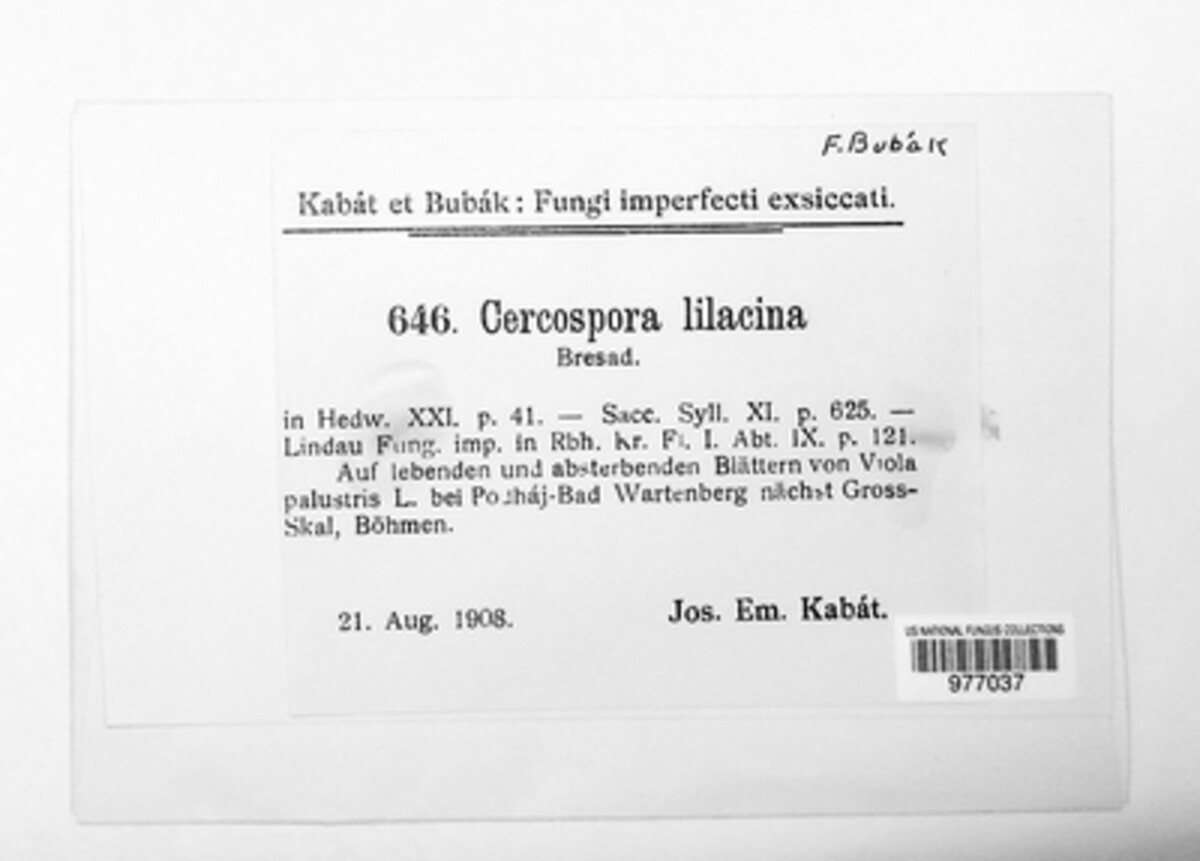 F. Bubák
Kabát et Bubák: Fungi imperfecti exsiccati.
646. Cercospora lilacina
Bresad.
in Hedw. XXI. p. 41. — Sacc. Syll. XI. p. 625. —
Lindau Fung. imp. in Rbh. Kr. Fl. I. Abt. IX. p. 121.
Auf lebenden und absterbenden Blättern von Viola
palustris L. bei Wartenberg nächst Gross-
Skal, Böhmen.
21. Aug. 1908. Jos. Em. Kabát.
US NATIONAL FUNGUS COLLECTIONS
977037